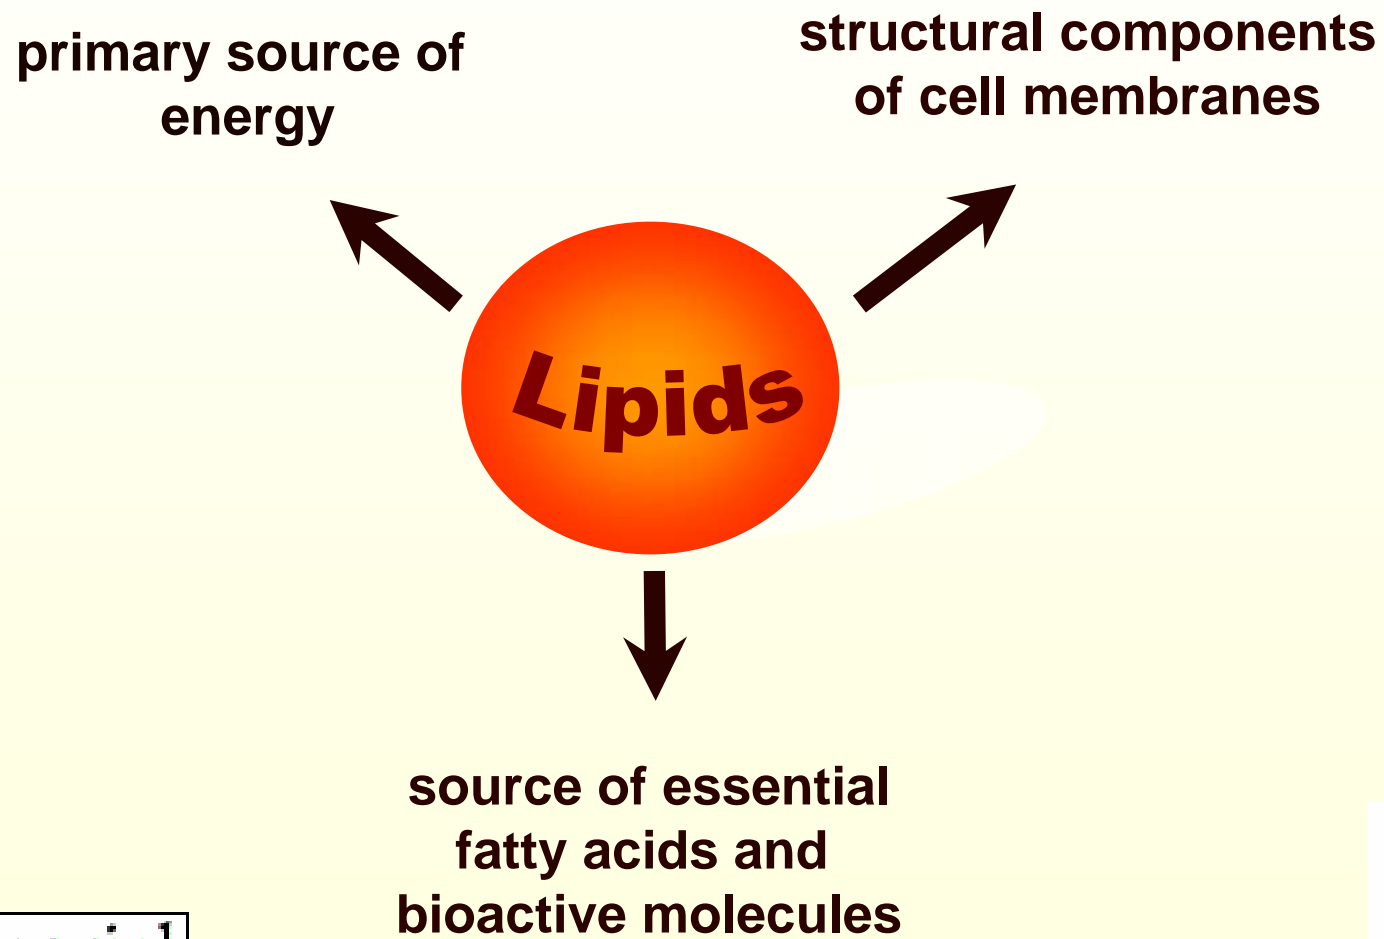 primary source of
energy
structural components
of cell membranes
Lipids
source of essential
fatty acids and
bioactive molecules